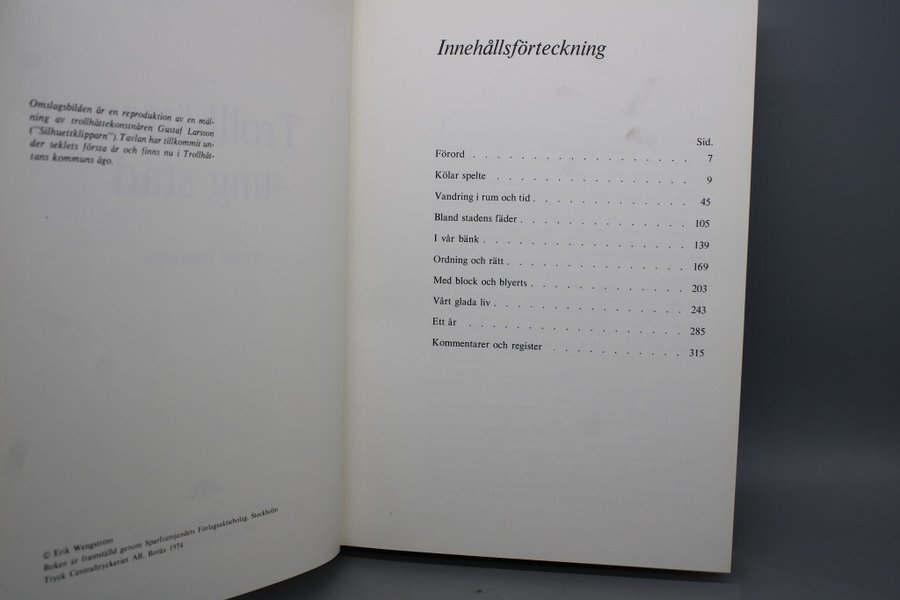 Omslagsbilden är en reproduktion av en mål-
ning av trollhättekonstnären Gustaf Larsson
("Silhuettklipparn"). Tavlan har tillkommit un-
der seklets första år och finns nu i Trollhät-
tans kommuns ägo.
© Erik Wengström
Boken är framställd genom Sparfrämjandets Förlagsaktiebolag, Stockholm
Tryck Centraltryckeriet AB, Borås 1974
Innehållsförteckning
Sid.
Förord . . . . . . . . . . . . . . . 7
Kölar spelte . . . . . . . . . . . . . 9
Vandring i rum och tid . . . . . . . . . . 45
Bland stadens fäder . . . . . . . . . . . 105
I vår bänk . . . . . . . . . . . . . 139
Ordning och rätt . . . . . . . . . . . . 169
Med block och blyerts . . . . . . . . . . 203
Vårt glada liv . . . . . . . . . . . . 243
Ett år . . . . . . . . . . . . . . 285
Kommentarer och register . . . . . . . . . 315